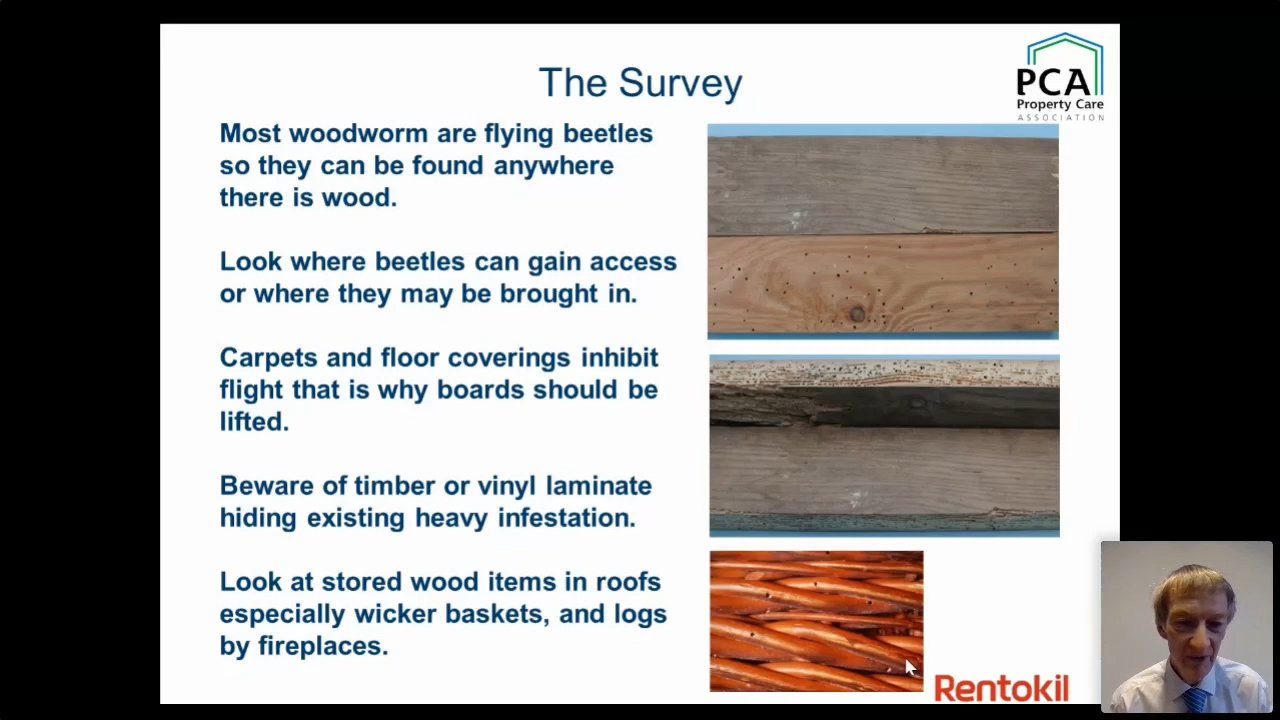 The Survey
PCA
Property Care
ASSOCIATION
Most woodworm are flying beetles
so they can be found anywhere
there is wood.
Look where beetles can gain access
or where they may be brought in.
Carpets and floor coverings inhibit
flight that is why boards should be
lifted.
Beware of timber or vinyl laminate
hiding existing heavy infestation.
Look at stored wood items in roofs
especially wicker baskets, and logs
by fireplaces.
Rentokil